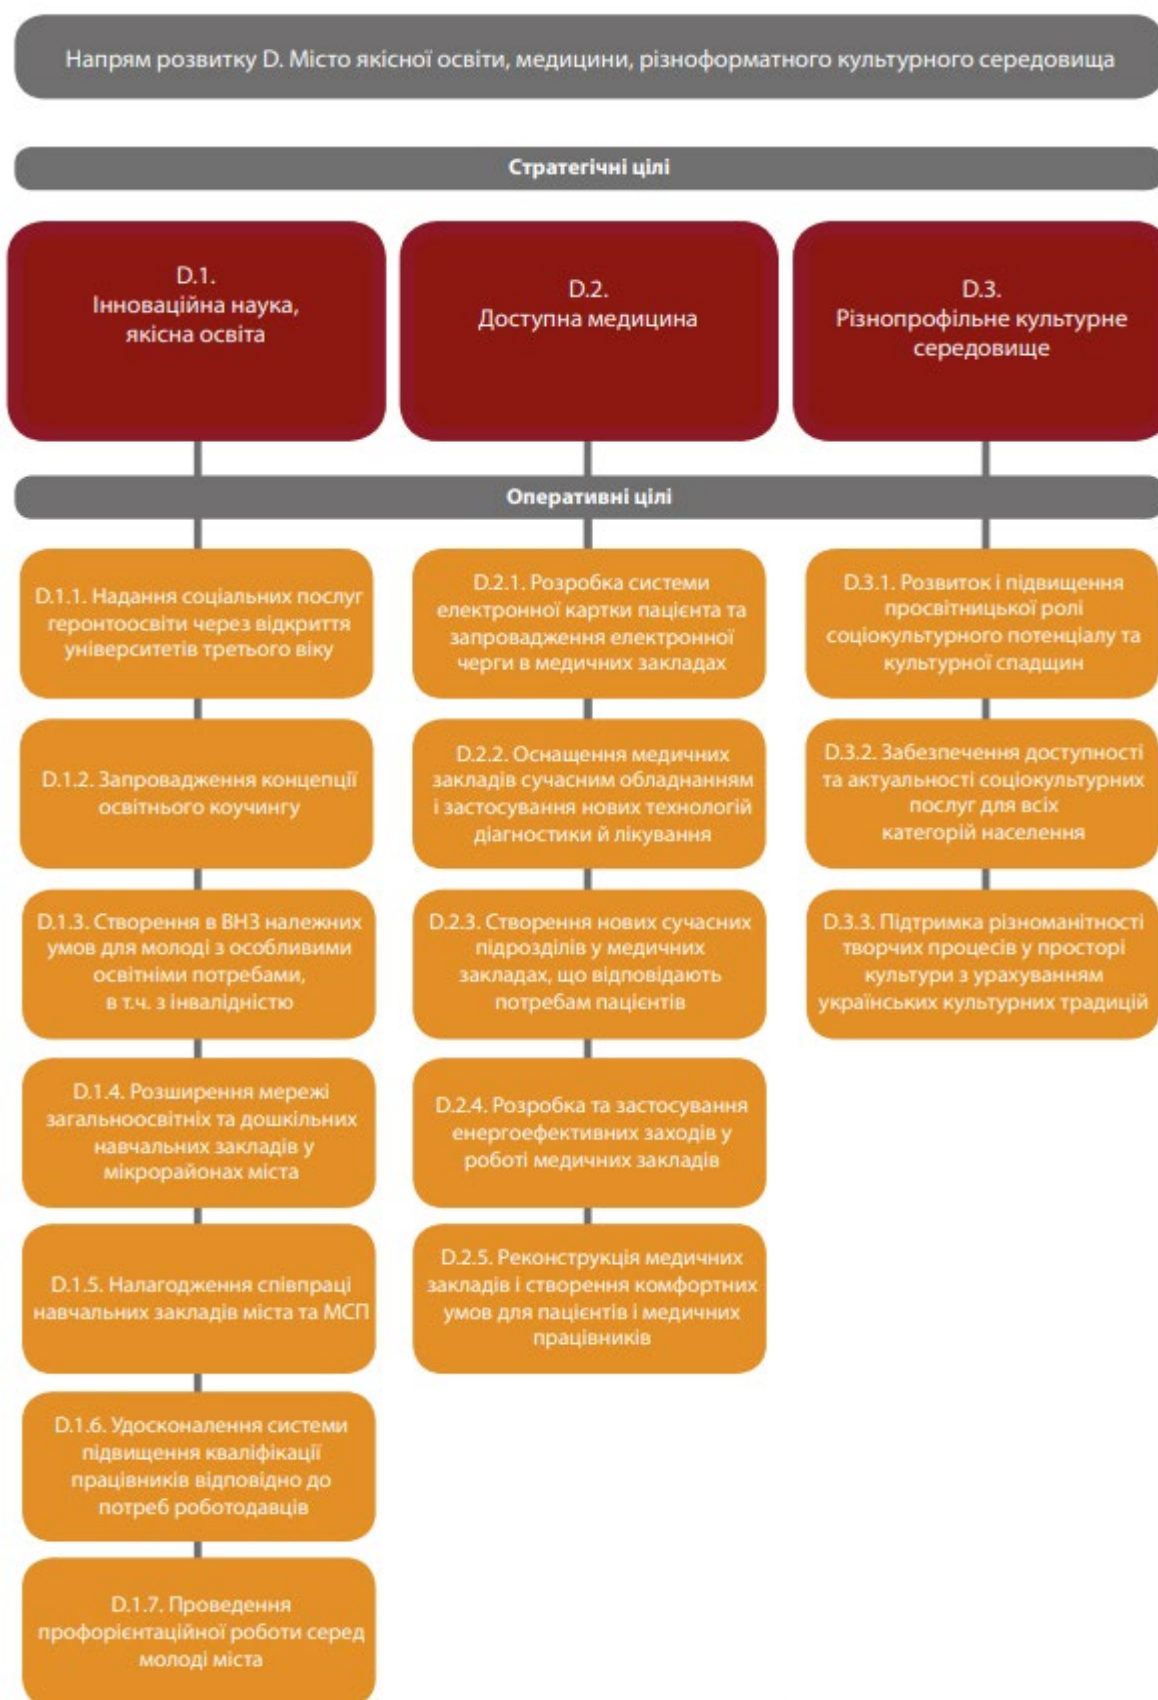 Напрям розвитку D. Місто якісної освіти, медицини, різноформатного культурного середовища
Стратегічні цілі
D.1.
Інноваційна наука,
якісна освіта
D.2.
Доступна медицина
D.3.
Різнопрофільне культурне
середовище
Оперативні цілі
D.1.1. Надання соціальних послуг
геронтоосвіти через відкриття
університетів третього віку
D.1.2. Запровадження концепції
освітнього коучингу
D.1.3. Створення в ВНЗ належних
умов для молоді з особливими
освітніми потребами,
в т.ч. з інвалідністю
D.1.4. Розширення мережі
загальноосвітніх та дошкільних
навчальних закладів у
мікрорайонах міста
D.1.5. Налагодження співпраці
навчальних закладів міста та МСП
D.1.6. Удосконалення системи
підвищення кваліфікації
працівників відповідно до
потреб роботодавців
D.1.7. Проведення
профорієнтаційної роботи серед
молоді міста
D.2.1. Розробка системи
електронної картки пацієнта та
запровадження електронної
черги в медичних закладах
D.2.2. Оснащення медичних
закладів сучасним обладнанням
і застосування нових технологій
діагностики й лікування
D.2.3. Створення нових сучасних
підрозділів у медичних
закладах, що відповідають
потребам пацієнтів
D.2.4. Розробка та застосування
енергоефективних заходів у
роботі медичних закладів
D.2.5. Реконструкція медичних
закладів і створення комфортних
умов для пацієнтів і медичних
працівників
D.3.1. Розвиток і підвищення
просвітницької ролі
соціокультурного потенціалу та
культурної спадщин
D.3.2. Забезпечення доступності
та актуальності соціокультурних
послуг для всіх
категорій населення
D.3.3. Підтримка різноманітності
творчих процесів у просторі
культури з урахуванням
українських культурних традицій